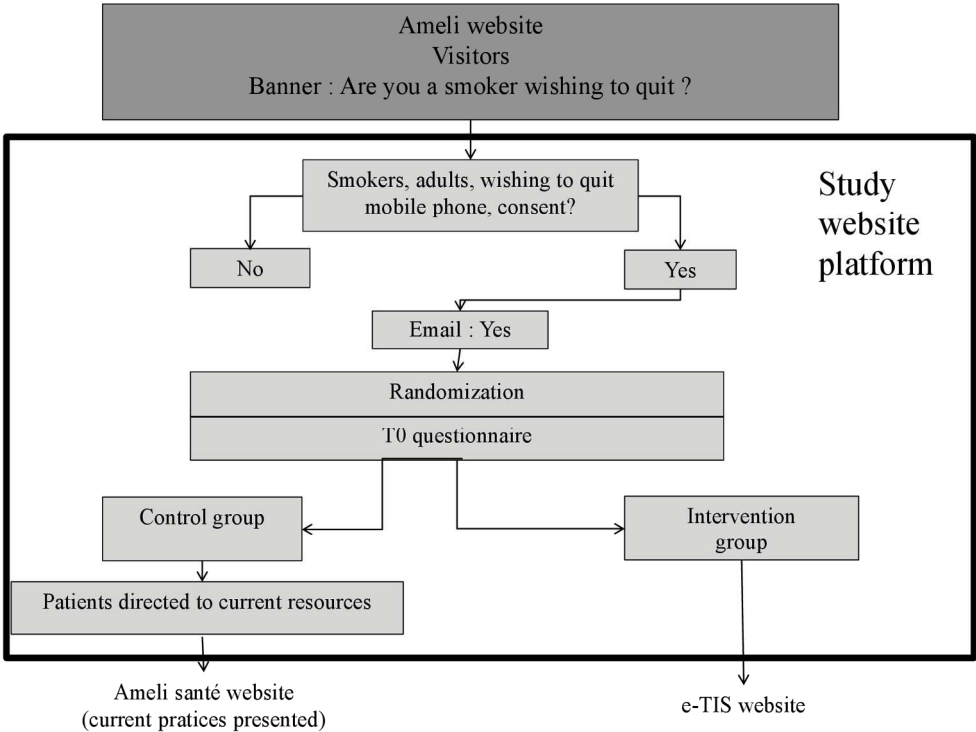 Ameli website
Visitors
Banner : Are you a smoker wishing to quit ?
Smokers, adults, wishing to quit
mobile phone, consent?
Study
website
platform
No
Yes
Email : Yes
Randomization
T0 questionnaire
Control group
Intervention
group
Patients directed to current resources
Ameli santé website
(current pratices presented)
e-TIS website